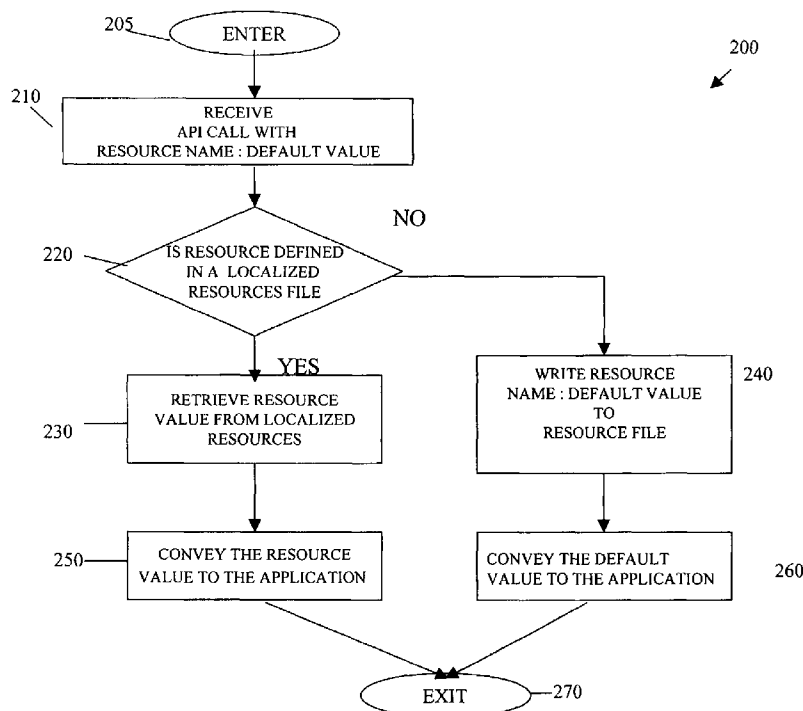 205
ENTER
200
210
RECEIVE
API CALL WITH
RESOURCE NAME : DEFAULT VALUE
NO
220
IS RESOURCE DEFINED
IN A LOCALIZED
RESOURCES FILE
YES
230
RETRIEVE RESOURCE
VALUE FROM LOCALIZED
RESOURCES
WRITE RESOURCE
NAME : DEFAULT VALUE
TO
RESOURCE FILE
240
250
CONVEY THE RESOURCE
VALUE TO THE APPLICATION
CONVEY THE DEFAULT
VALUE TO THE APPLICATION
260
EXIT
270